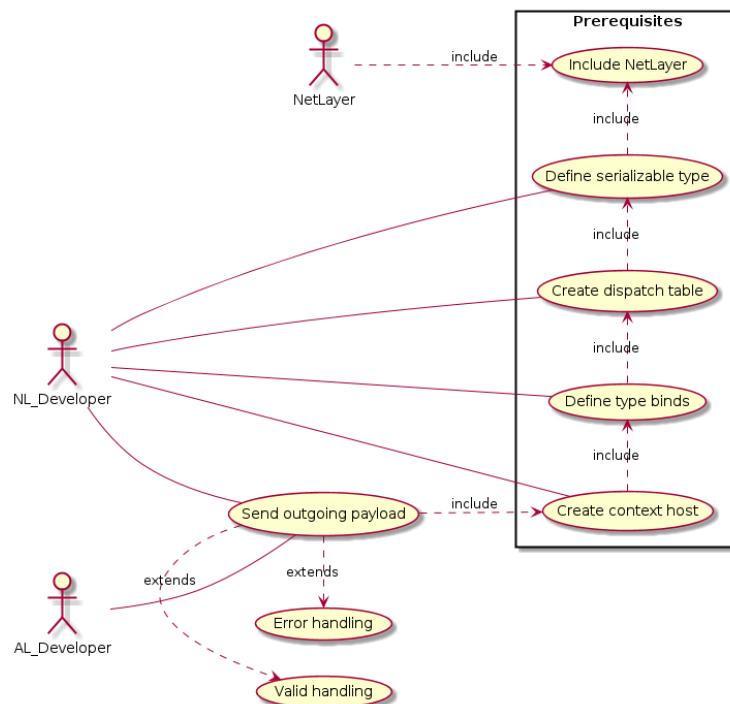 Prerequisites
NetLayer
include
Include NetLayer
include
Define serializable type
include
Create dispatch table
NL_Developer
include
Define type binds
include
Send outgoing payload
include
Create context host
extends
extends
AL_Developer
Error handling
Valid handling